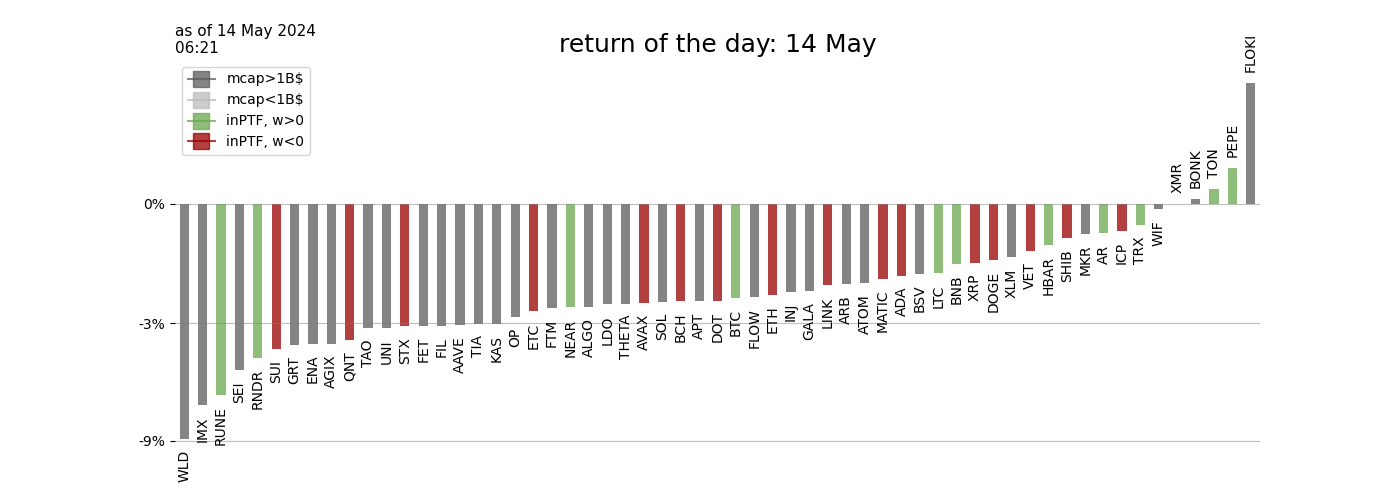 as of 14 May 2024
06:21
return of the day: 14 May
mcap>1B$
mcap<1B$
inPTF, w>0
inPTF, w<0
0%
-3%
-9%
WLD
IMX
RUNE
SEI
RNDR
SUI
GRT
ENA
AGIX
QNT
TAO
UNI
STX
FET
FIL
AAVE
TIA
KAS
OP
ETC
FTM
NEAR
ALGO
LDO
THETA
AVAX
SOL
BCH
APT
DOT
BTC
FLOW
ETH
INJ
GALA
LINK
ARB
ATOM
MATIC
ADA
BSV
LTC
BNB
XRP
DOGE
XLM
VET
HBAR
SHIB
MKR
AR
ICP
TRX
WIF
XMR
BONK
TON
PEPE
FLOKI